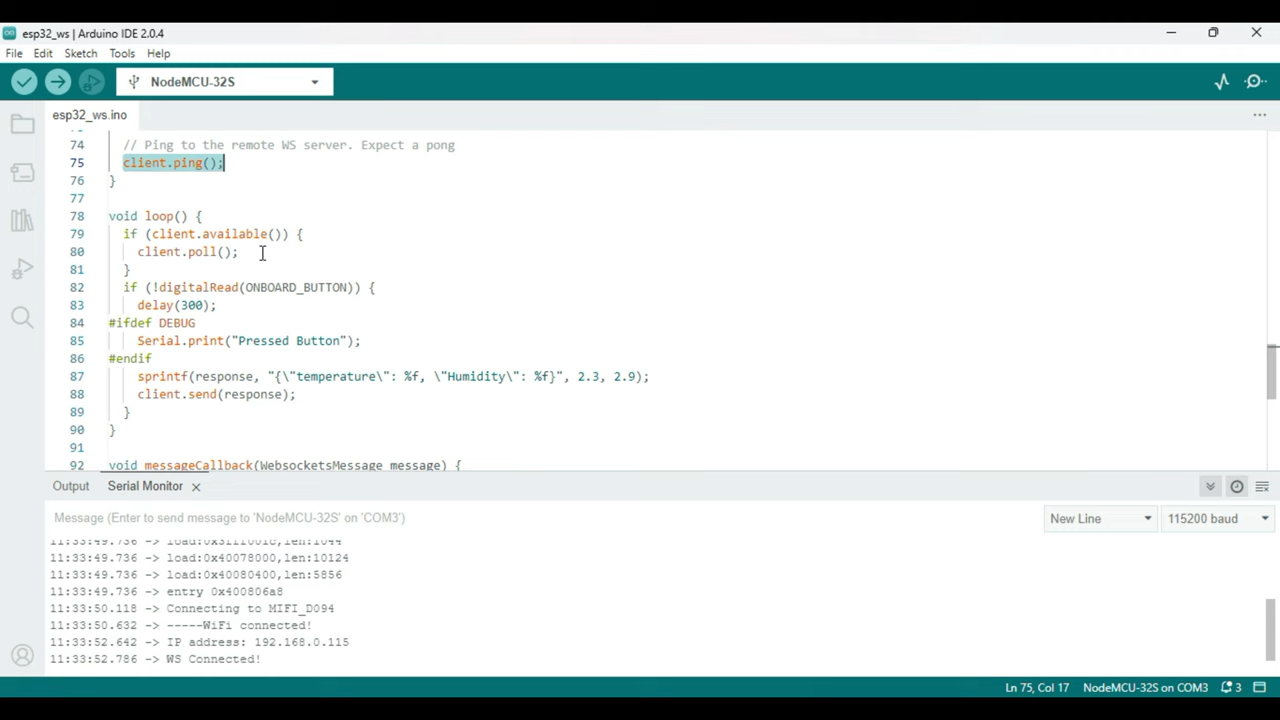 esp32_ws | Arduino IDE 2.0.4
File Edit Sketch Tools Help
NodeMCU-32S
esp32_ws.ino
74 // Ping to the remote WS server. Expect a pong
75 client.ping();
76 }
77
78 void loop() {
79 if (client.available()) {
80 client.poll();
81 }
82 if (!digitalRead(ONBOARD_BUTTON)) {
83 delay(300);
84 #ifdef DEBUG
85 Serial.print("Pressed Button");
86 #endif
87 sprintf(response, "{\"temperature\": %f, \"Humidity\": %f}", 2.3, 2.9);
88 client.send(response);
89 }
90 }
91
92 void messageCallback(WebsocketsMessage message) {
Output Serial Monitor
Message (Enter to send message to 'NodeMCU-32S' on 'COM3')
New Line 115200 baud
11:33:49.736 -> load:0x40078000,len:10124
11:33:49.736 -> load:0x40080400,len:5856
11:33:49.736 -> entry 0x400806a8
11:33:50.118 -> Connecting to MIFI_D094
11:33:50.632 -> -----WiFi connected!
11:33:52.642 -> IP address: 192.168.0.115
11:33:52.786 -> WS Connected!
Ln 75, Col 17 NodeMCU-32S on COM3 3